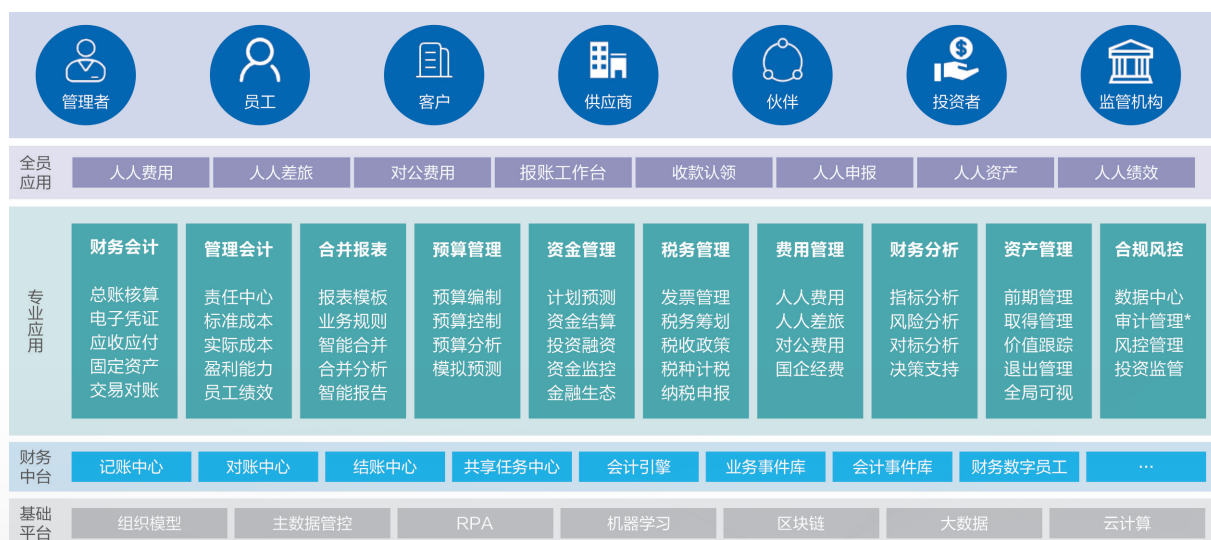 管理者
员工
客户
供应商
伙伴
投资者
监管机构
全员
应用
人人费用
人人差旅
对公费用
报账工作台
收款认领
人人申报
人人资产
人人绩效
专业应用
财务会计
总账核算
电子凭证
应收应付
固定资产
交易对账
管理会计
责任中心
标准成本
实际成本
盈利能力
员工绩效
合并报表
报表模板
业务规则
智能合并
合并分析
智能报告
预算管理
预算编制
预算控制
预算分析
模拟预测
资金管理
计划预测
资金结算
投资融资
资金监控
金融生态
税务管理
发票管理
税务筹划
税收政策
税种计税
纳税申报
费用管理
人人费用
人人差旅
对公费用
国企经费
财务分析
指标分析
风险分析
对标分析
决策支持
资产管理
前期管理
取得管理
价值跟踪
退出管理
全局可视
合规风控
数据中心
审计管理*
风控管理
投资监管
财务
中台
记账中心
对账中心
结账中心
共享任务中心
会计引擎
业务事件库
会计事件库
财务数字员工
…
基础
平台
组织模型
主数据管控
RPA
机器学习
区块链
大数据
云计算